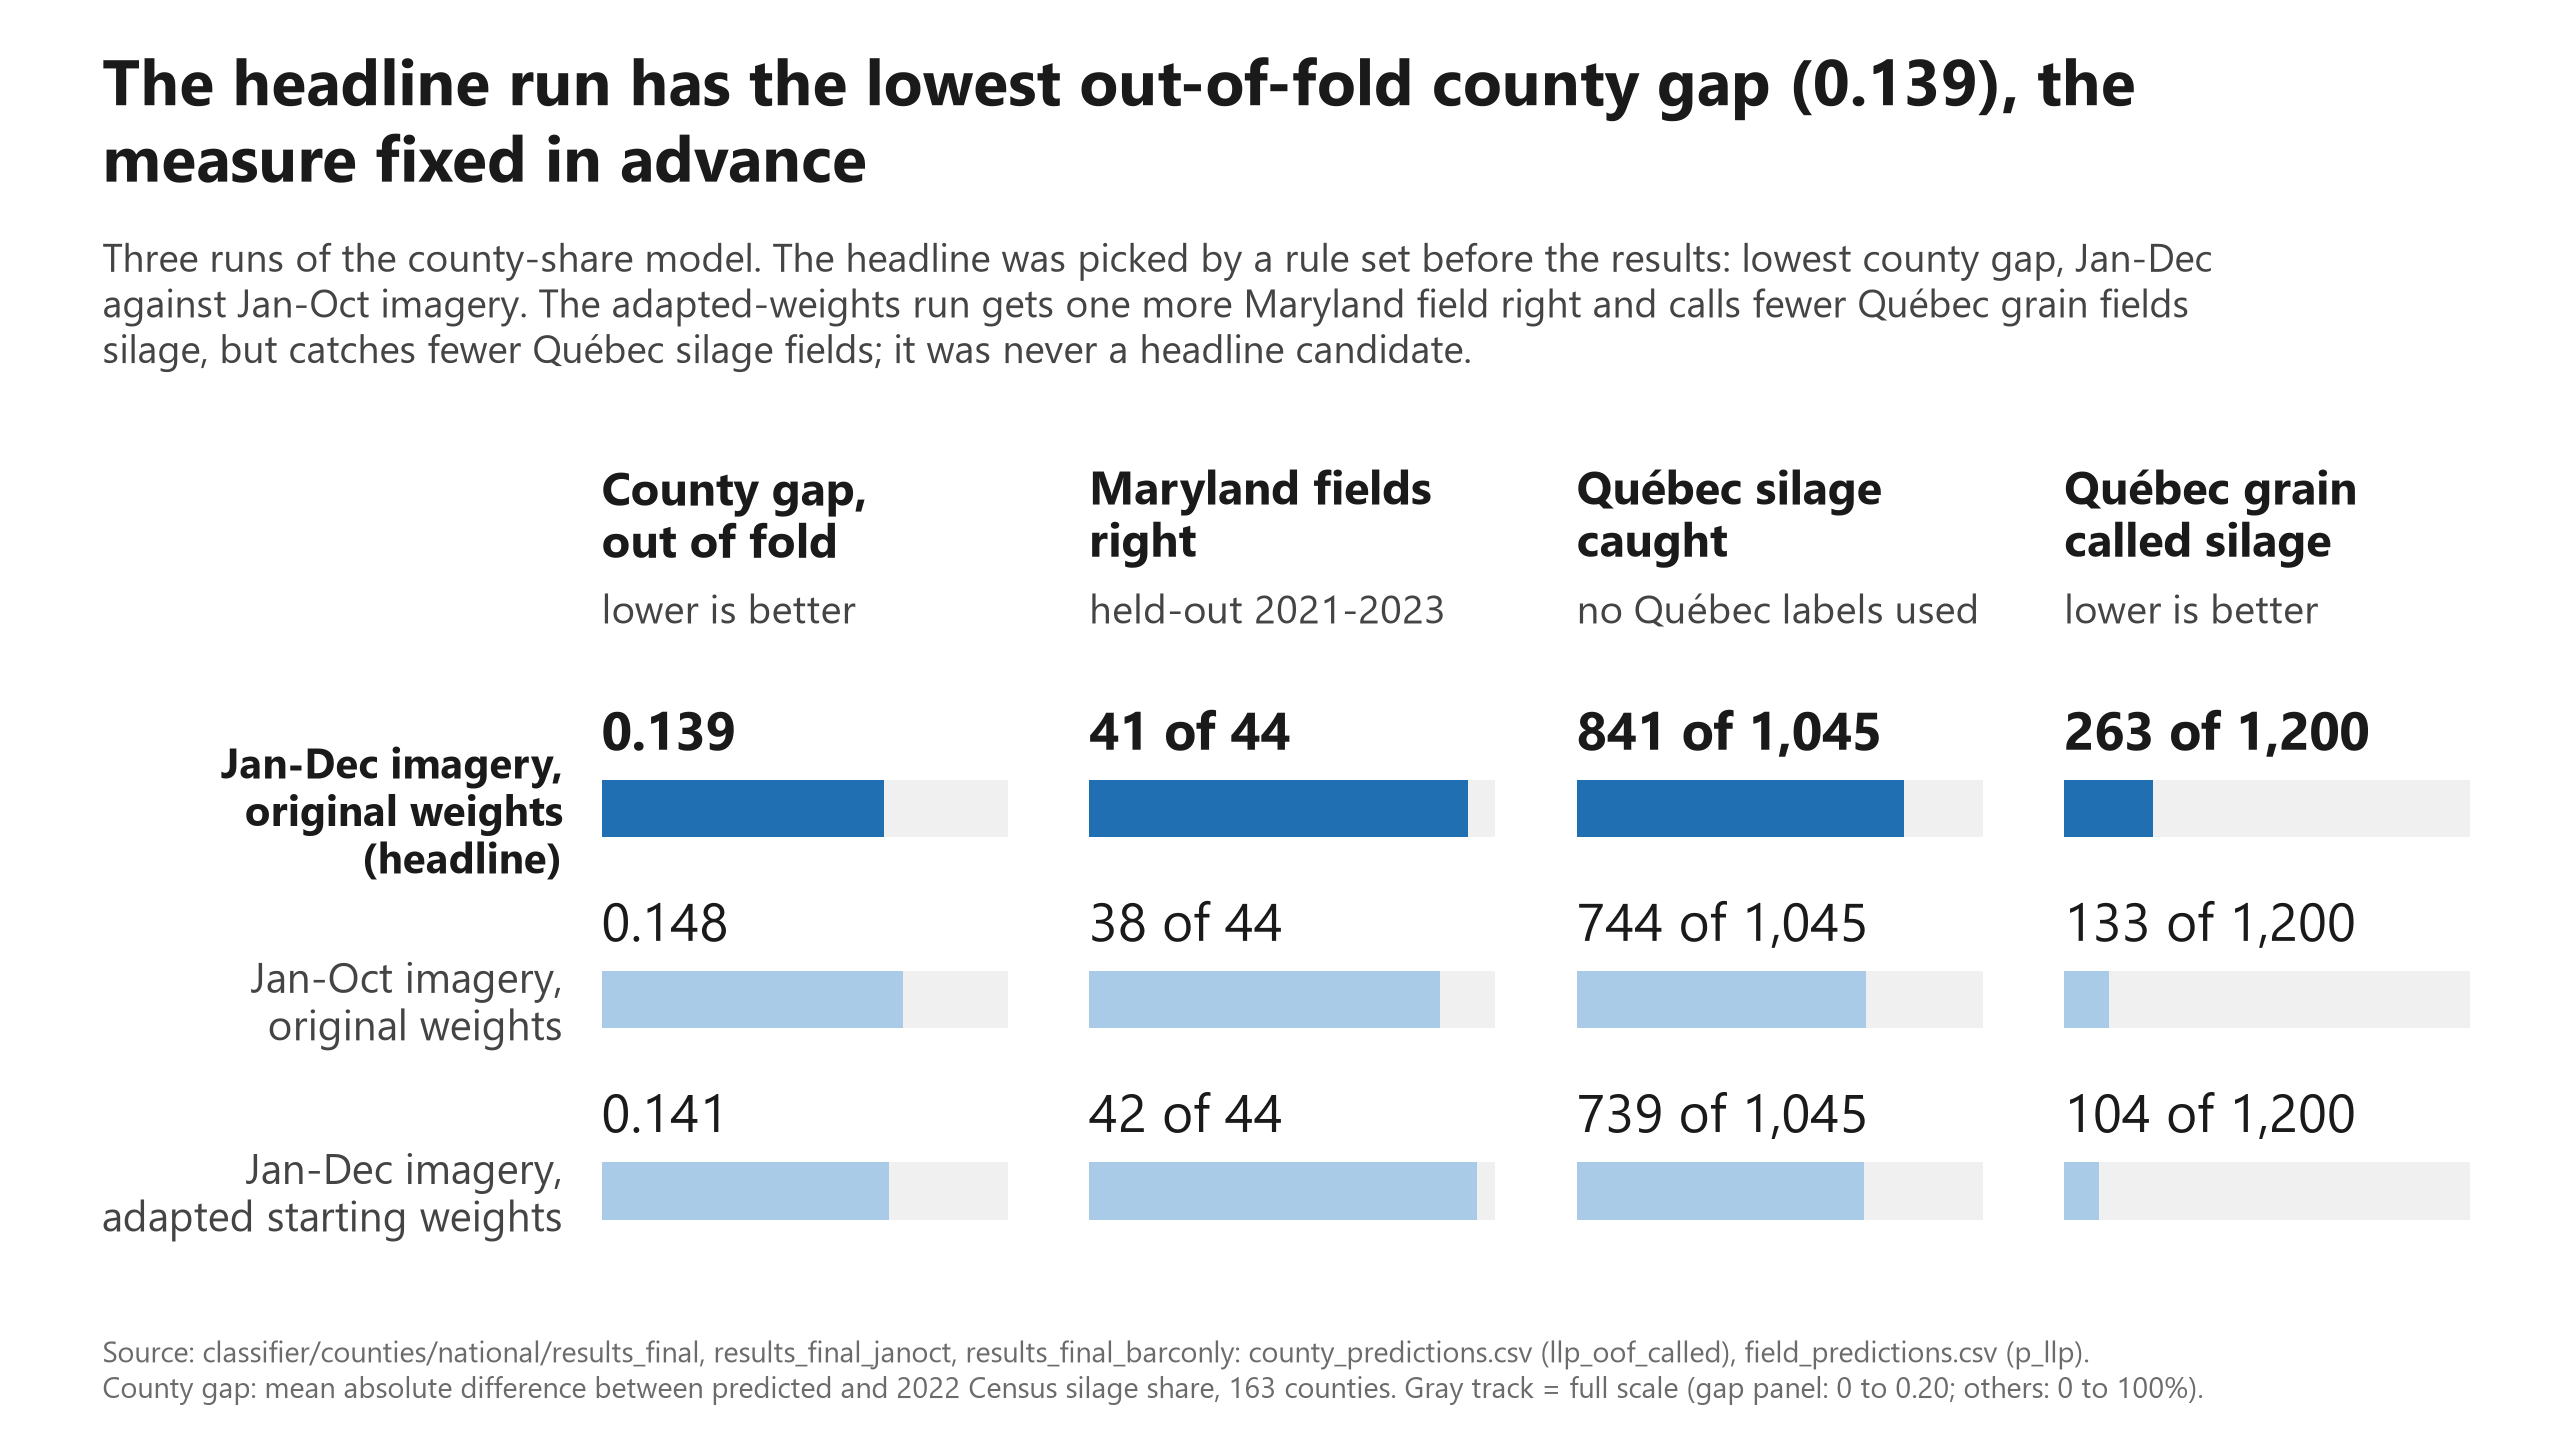 The headline run has the lowest out-of-fold county gap (0.139), the
measure fixed in advance
Three runs of the county-share model. The headline was picked by a rule set before the results: lowest county gap, Jan-Dec
against Jan-Oct imagery. The adapted-weights run gets one more Maryland field right and calls fewer Québec grain fields
silage, but catches fewer Québec silage fields; it was never a headline candidate.
County gap,
out of fold
lower is better
Maryland fields
right
held-out 2021-2023
Québec silage
caught
no Québec labels used
Québec grain
called silage
lower is better
Jan-Dec imagery,
original weights
(headline)
0.139
41 of 44
841 of 1,045
263 of 1,200
Jan-Oct imagery,
original weights
0.148
38 of 44
744 of 1,045
133 of 1,200
Jan-Dec imagery,
adapted starting weights
0.141
42 of 44
739 of 1,045
104 of 1,200
Source: classifier/counties/national/results_final, results_final_janoct, results_final_barconly: county_predictions.csv (llp_oof_called), field_predictions.csv (p_llp).
County gap: mean absolute difference between predicted and 2022 Census silage share, 163 counties. Gray track = full scale (gap panel: 0 to 0.20; others: 0 to 100%).